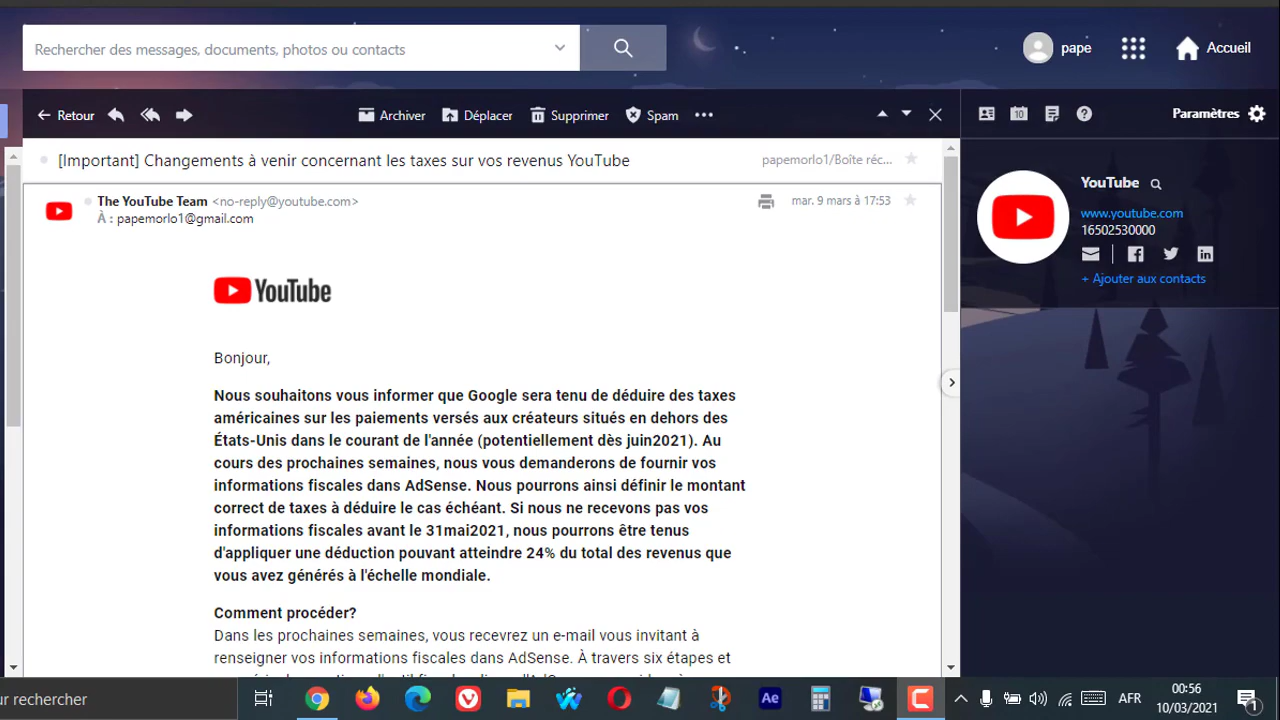 Rechercher des messages, documents, photos ou contacts
pape
Accueil
Retour
Archiver
Déplacer
Supprimer
Spam
10
Paramètres
[Important] Changements à venir concernant les taxes sur vos revenus YouTube
papemorlo1/Boîte réc...
The YouTube Team <no-reply@youtube.com>
mar. 9 mars à 17:53
À : papemorlo1@gmail.com
YouTube
www.youtube.com
16502530000
+ Ajouter aux contacts
YouTube
Bonjour,
Nous souhaitons vous informer que Google sera tenu de déduire des taxes
américaines sur les paiements versés aux créateurs situés en dehors des
États-Unis dans le courant de l'année (potentiellement dès juin2021). Au
cours des prochaines semaines, nous vous demanderons de fournir vos
informations fiscales dans AdSense. Nous pourrons ainsi définir le montant
correct de taxes à déduire le cas échéant. Si nous ne recevons pas vos
informations fiscales avant le 31mai2021, nous pourrons être tenus
d'appliquer une déduction pouvant atteindre 24% du total des revenus que
vous avez générés à l'échelle mondiale.
Comment procéder?
Dans les prochaines semaines, vous recevrez un e-mail vous invitant à
renseigner vos informations fiscales dans AdSense. À travers six étapes et
ur rechercher
Ae
AFR
00:56
10/03/2021
1